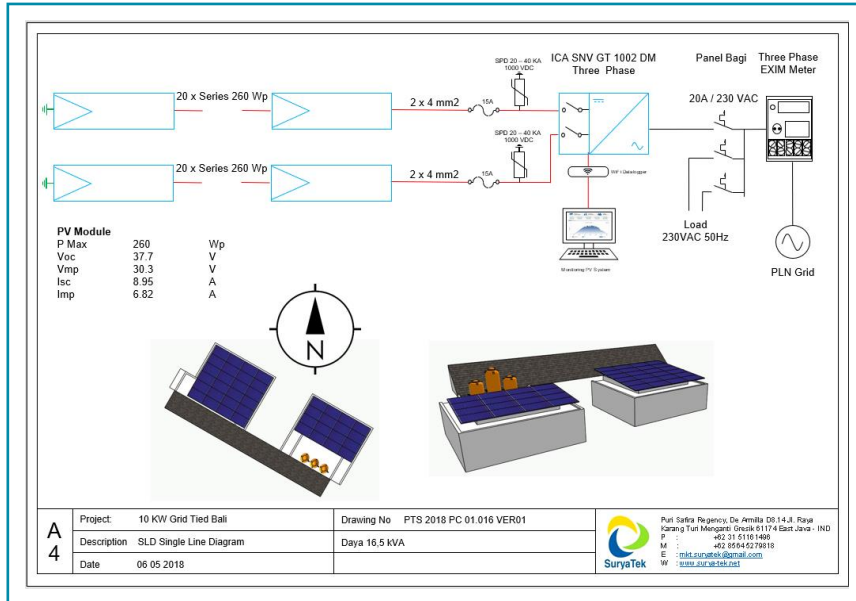 SPD 20 – 40 KA
1000 VDC
ICA SNV GT 1002 DM
Three Phase
Panel Bagi
Three Phase
EXIM Meter
20 x Series 260 Wp
2 x 4 mm2
15A
20A / 230 VAC
SPD 20 – 40 KA
1000 VDC
20 x Series 260 Wp
2 x 4 mm2
15A
WIFI Datalogger
Load
230VAC 50Hz
Monitoring PV System
PLN Grid
PV Module
P Max 260 Wp
Voc 37.7 V
Vmp 30.3 V
Isc 8.95 A
Imp 6.82 A
N
A
4
Project: 10 KW Grid Tied Bali
Drawing No PTS 2018 PC 01.016 VER01
Description SLD Single Line Diagram
Daya 16,5 kVA
Date 06 05 2018
SuryaTek
Puri Safira Regency, De Armilla D8.14 Jl. Raya
Karang Turi Menganti Gresik 61174 East Java - IND
P : +62 31 51161496
M : +62 85645279818
E : mkt.suryatek@gmail.com
W : www.surya-tek.net